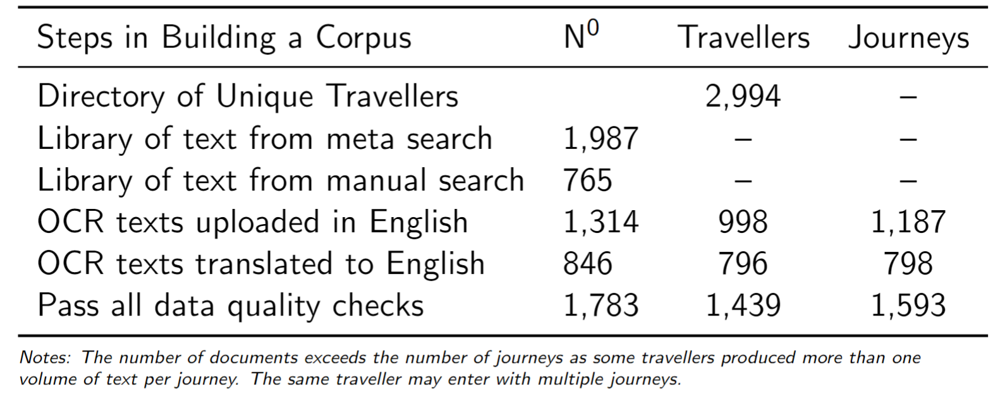 Steps in Building a Corpus N⁰ Travellers Journeys
Directory of Unique Travellers 2,994 –
Library of text from meta search 1,987 – –
Library of text from manual search 765 – –
OCR texts uploaded in English 1,314 998 1,187
OCR texts translated to English 846 796 798
Pass all data quality checks 1,783 1,439 1,593
Notes: The number of documents exceeds the number of journeys as some travellers produced more than one
volume of text per journey. The same traveller may enter with multiple journeys.